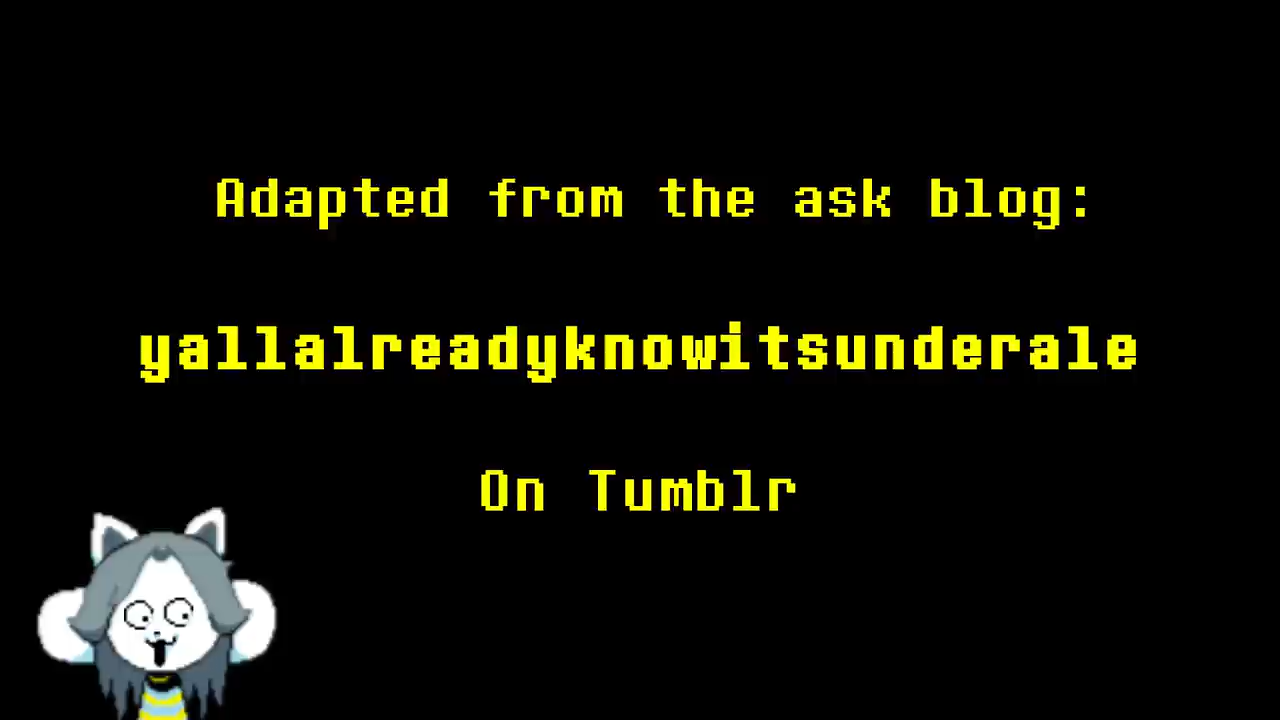 Adapted from the ask blog:
yallalreadyknowitsunderale
On Tumblr